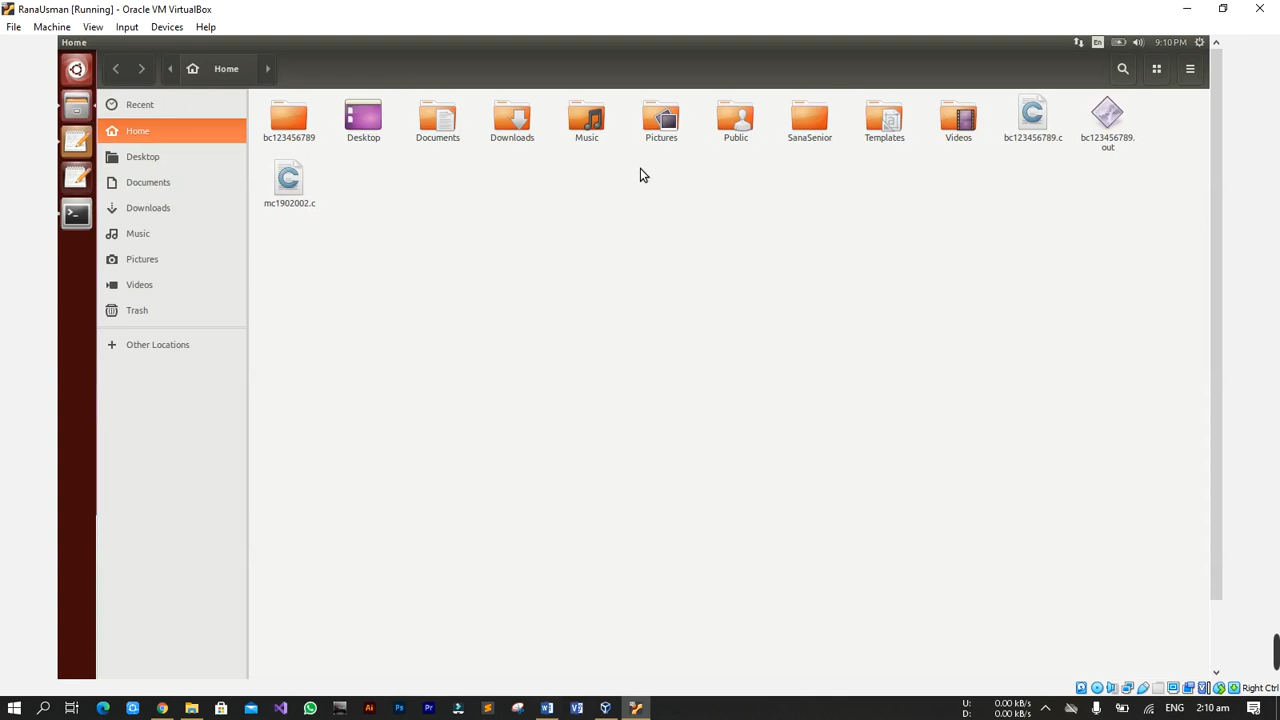 RanaUsman [Running] - Oracle VM VirtualBox
File Machine View Input Devices Help
Home En 9:10 PM
Home
Recent
Home
Desktop
Documents
Downloads
Music
Pictures
Videos
Trash
Other Locations
bc123456789 Desktop Documents Downloads Music Pictures Public SanaSenior Templates Videos bc123456789.c bc123456789.
out
mc1902002.c
Right Ctrl
U: 0.00 kB/s
D: 0.00 kB/s
ENG 2:10 am